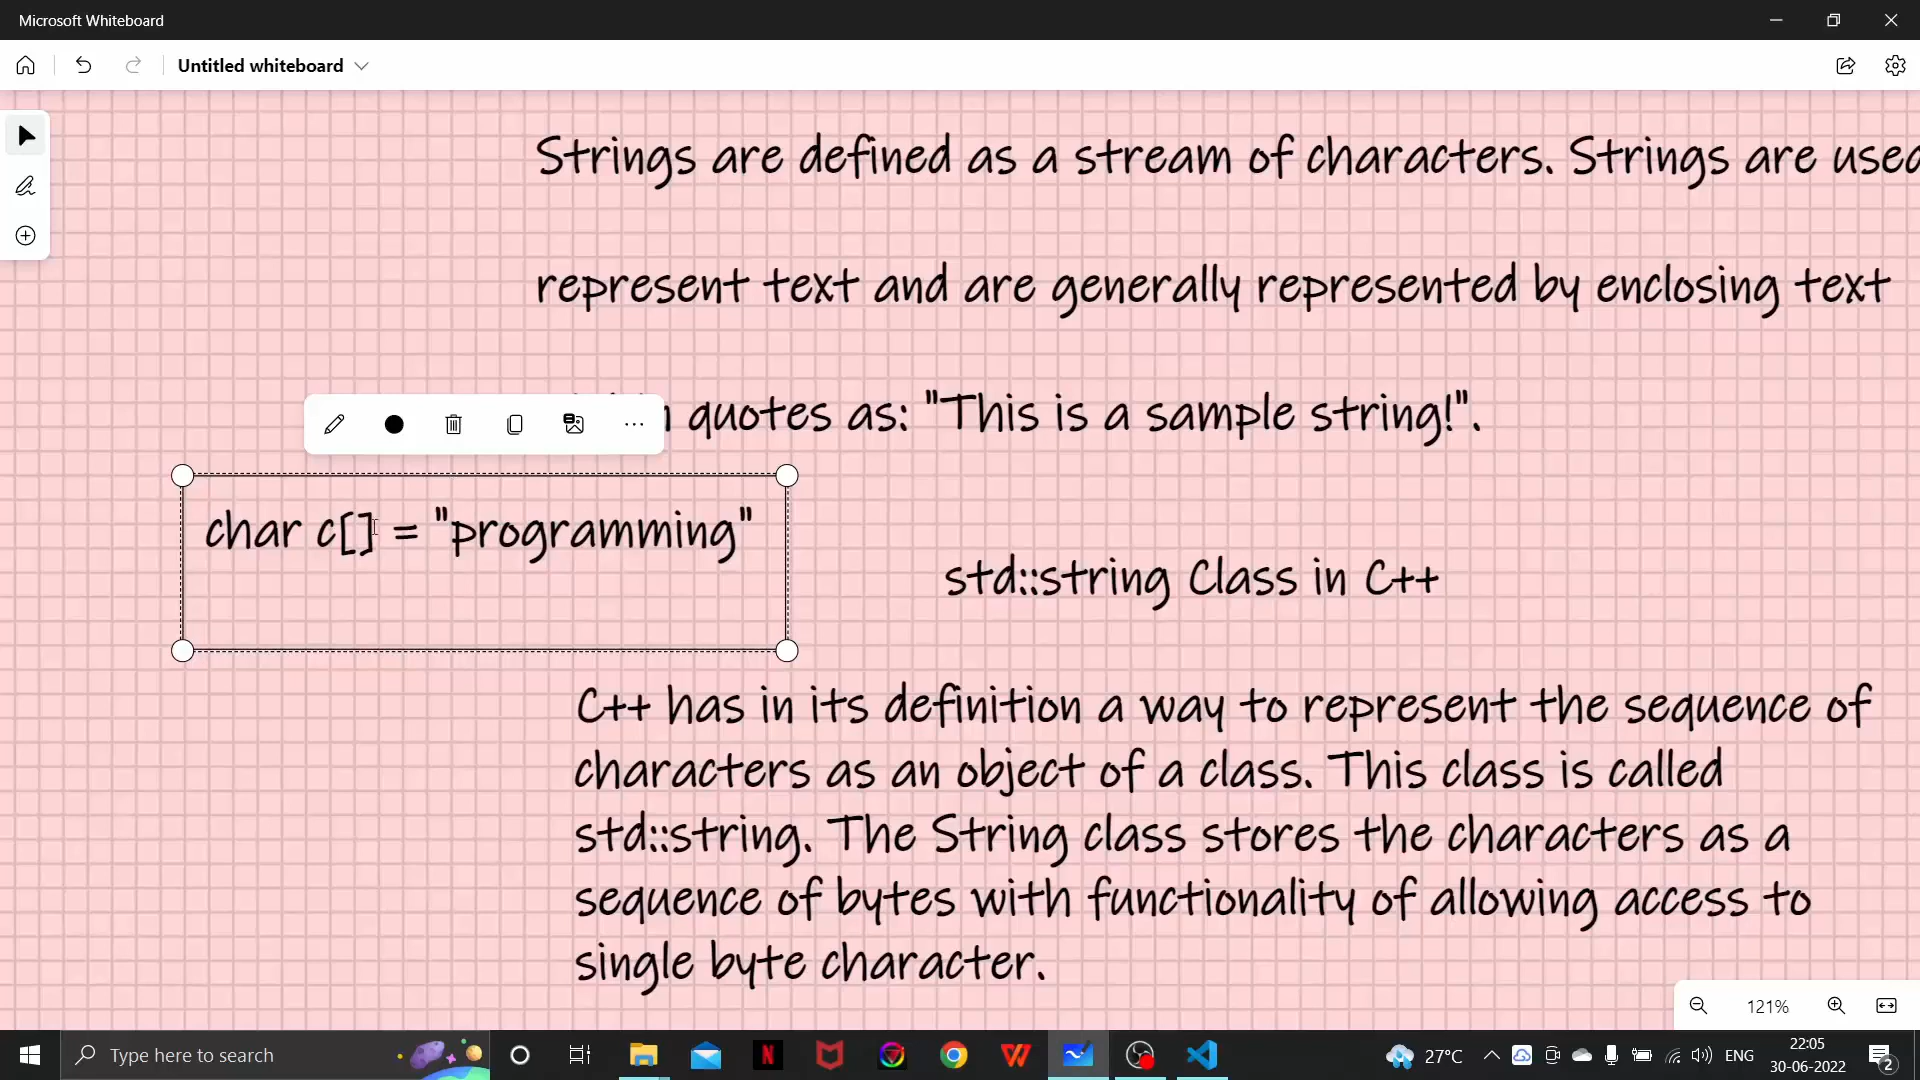 Microsoft Whiteboard
Untitled whiteboard
Strings are defined as a stream of characters. Strings are used
represent text and are generally represented by enclosing text
quotes as: "This is a sample string!".
char c[] = "programming"
std::string Class in C++
C++ has in its definition a way to represent the sequence of
characters as an object of a class. This class is called
std::string. The String class stores the characters as a
sequence of bytes with functionality of allowing access to
single byte character.
121%
Type here to search
27°C
ENG
22:05
30-06-2022
2